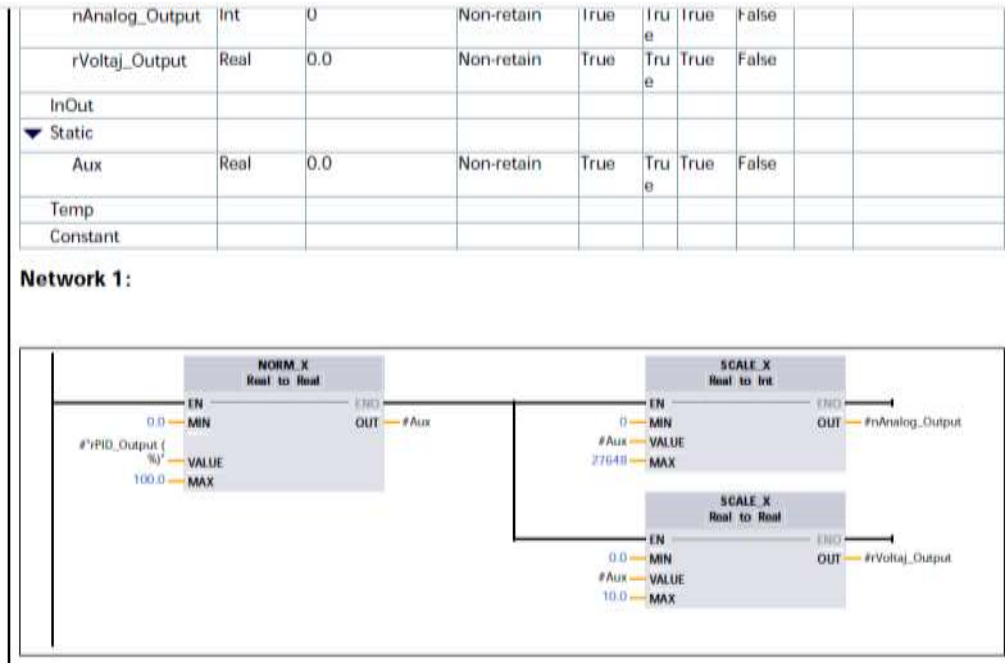 nAnalog_Output Int 0 Non-retain True Tru True False
e
rVoltaj_Output Real 0.0 Non-retain True Tru True False
e
InOut
Static
Aux Real 0.0 Non-retain True Tru True False
e
Temp
Constant
Network 1:
NORM_X
Real to Real
EN ENO
0.0 MIN OUT #Aux
#"rPID_Output (
%)" VALUE
100.0 MAX
SCALE_X
Real to Int
EN ENO
0 MIN OUT #nAnalog_Output
#Aux VALUE
27648 MAX
SCALE_X
Real to Real
EN ENO
0.0 MIN OUT #rVoltaj_Output
#Aux VALUE
10.0 MAX